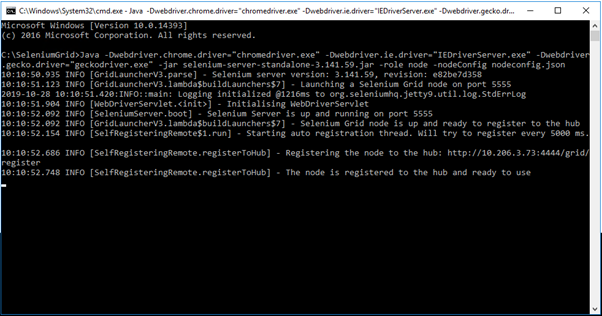 C:\Windows\System32\cmd.exe - Java -Dwebdriver.chrome.driver="chromedriver.exe" -Dwebdriver.ie.driver="IEDriverServer.exe" -Dwebdriver.gecko.dr...
Microsoft Windows [Version 10.0.14393]
(c) 2016 Microsoft Corporation. All rights reserved.
C:\SeleniumGrid>Java -Dwebdriver.chrome.driver="chromedriver.exe" -Dwebdriver.ie.driver="IEDriverServer.exe" -Dwebdriver
.gecko.driver="geckodriver.exe" -jar selenium-server-standalone-3.141.59.jar -role node -nodeConfig nodeconfig.json
10:10:50.935 INFO [GridLauncherV3.parse] - Selenium server version: 3.141.59, revision: e82be7d358
10:10:51.123 INFO [GridLauncherV3.lambda$buildLaunchers$7] - Launching a Selenium Grid node on port 5555
2019-10-28 10:10:51.420:INFO::main: Logging initialized @1216ms to org.seleniumhq.jetty9.util.log.StdErrLog
10:10:51.904 INFO [WebDriverServlet.<init>] - Initialising WebDriverServlet
10:10:52.092 INFO [SeleniumServer.boot] - Selenium Server is up and running on port 5555
10:10:52.092 INFO [GridLauncherV3.lambda$buildLaunchers$7] - Selenium Grid node is up and ready to register to the hub
10:10:52.154 INFO [SelfRegisteringRemote$1.run] - Starting auto registration thread. Will try to register every 5000 ms.
10:10:52.686 INFO [SelfRegisteringRemote.registerToHub] - Registering the node to the hub: http://10.206.3.73:4444/grid/
register
10:10:52.748 INFO [SelfRegisteringRemote.registerToHub] - The node is registered to the hub and ready to use